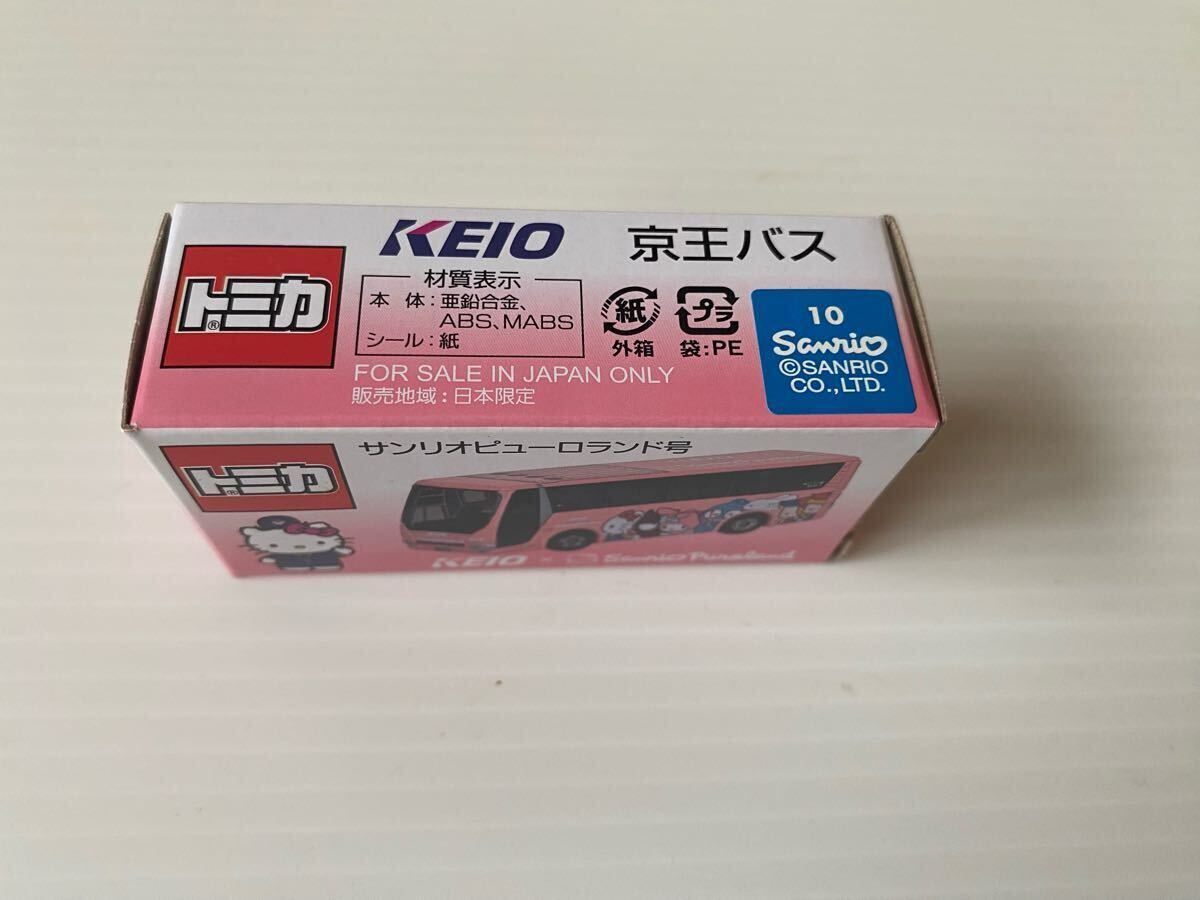 KEIO 京王バス
トミカ®
材質表示
本 体:亜鉛合金、
ABS、MABS
シール:紙
紙
外箱
プラ
袋:PE
10
Sanrio
©SANRIO
CO.,LTD.
FOR SALE IN JAPAN ONLY
販売地域:日本限定
トミカ®
サンリオピューロランド号
KEIO × Sanrio Puroland